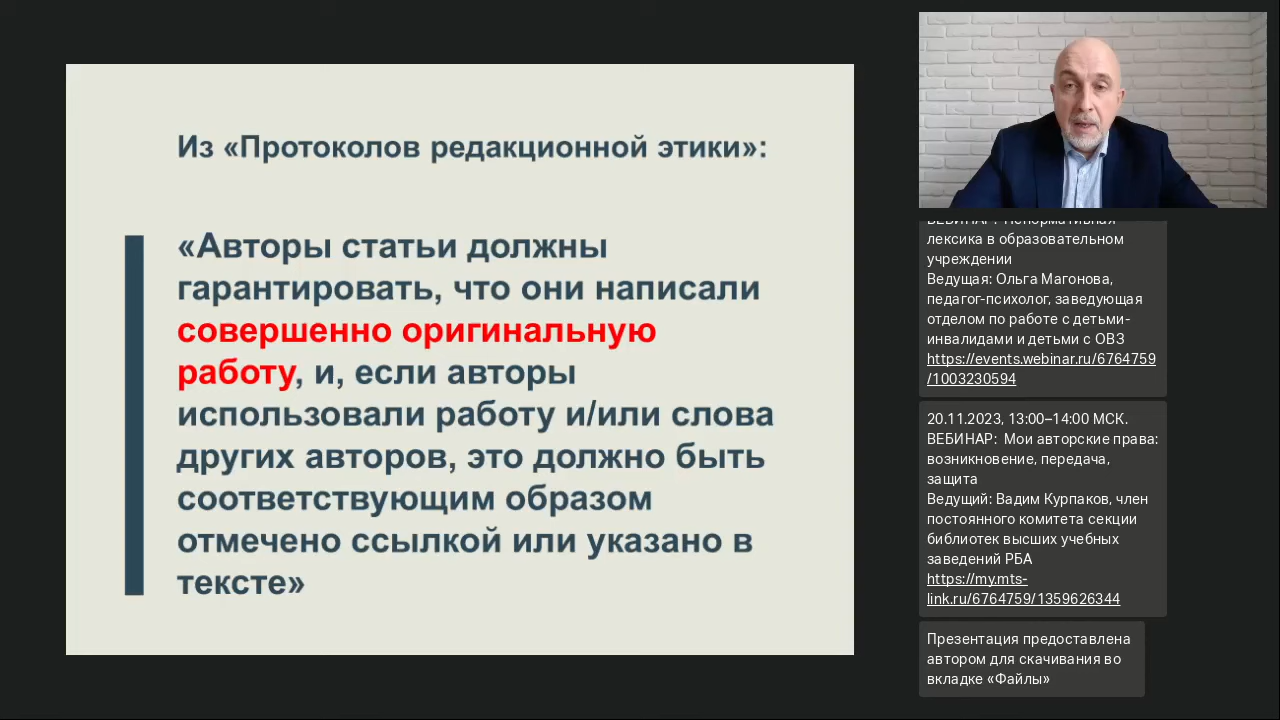 Из «Протоколов редакционной этики»:
«Авторы статьи должны
гарантировать, что они написали
совершенно оригинальную
работу, и, если авторы
использовали работу и/или слова
других авторов, это должно быть
соответствующим образом
отмечено ссылкой или указано в
тексте»
ВЕБИНАР: Ненормативная
лексика в образовательном
учреждении
Ведущая: Ольга Магонова,
педагог-психолог, заведующая
отделом по работе с детьми-
инвалидами и детьми с ОВЗ
https://events.webinar.ru/6764759
/1003230594
20.11.2023, 13:00–14:00 МСК.
ВЕБИНАР: Мои авторские права:
возникновение, передача,
защита
Ведущий: Вадим Курпаков, член
постоянного комитета секции
библиотек высших учебных
заведений РБА
https://my.mts-
link.ru/6764759/1359626344
Презентация предоставлена
автором для скачивания во
вкладке «Файлы»